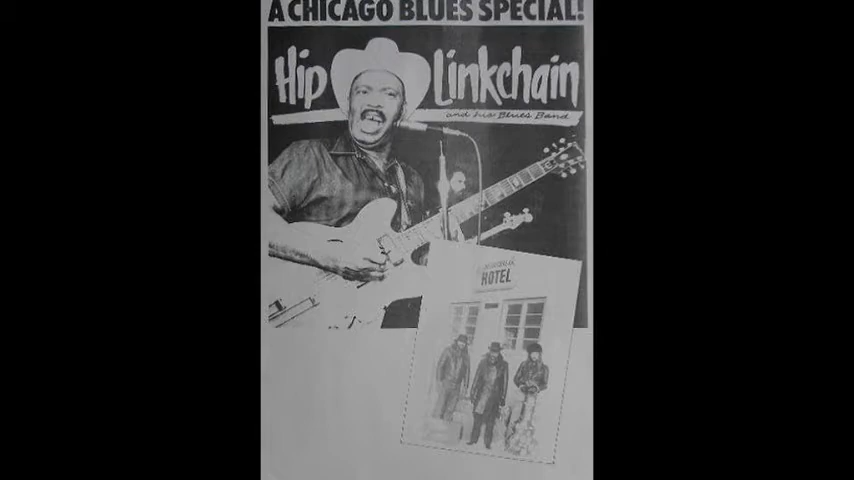 A CHICAGO BLUES SPECIAL!
Hip Linkchain
and his Blues Band
HOTEL